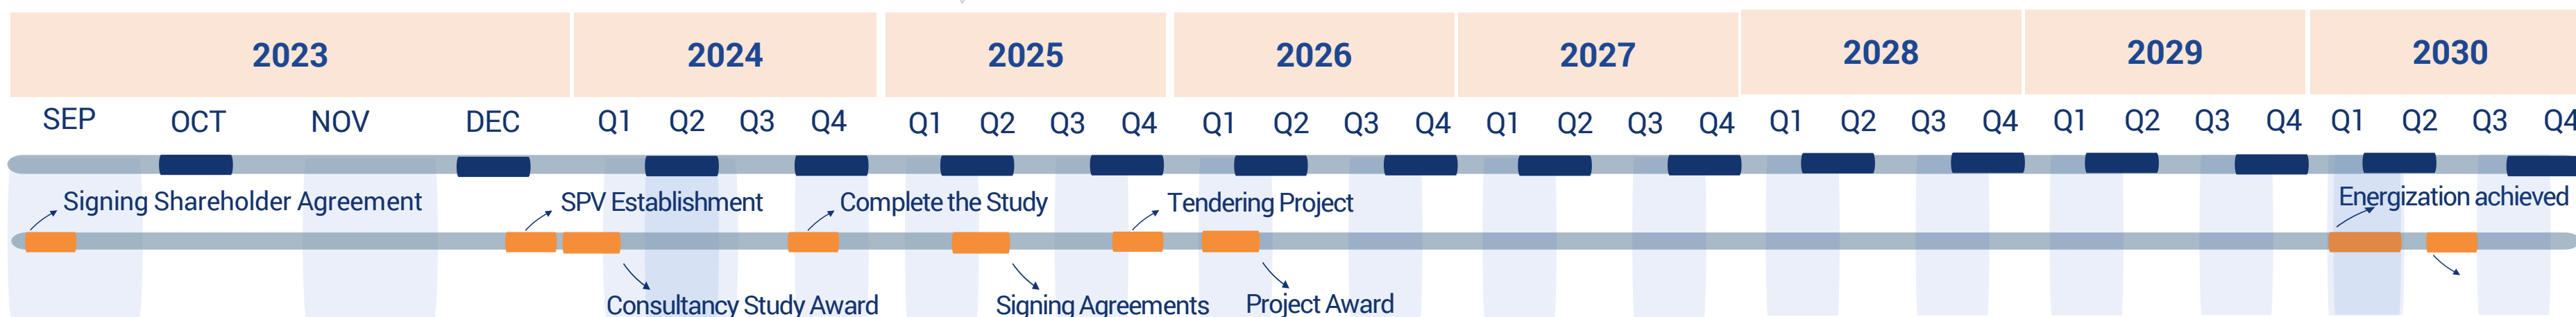 2023 2024 2025 2026 2027 2028 2029 2030
SEP OCT NOV DEC Q1 Q2 Q3 Q4 Q1 Q2 Q3 Q4 Q1 Q2 Q3 Q4 Q1 Q2 Q3 Q4 Q1 Q2 Q3 Q4 Q1 Q2 Q3 Q4 Q1 Q2 Q3 Q4
Signing Shareholder Agreement SPV Establishment Complete the Study Tendering Project Energization achieved
Consultancy Study Award Signing Agreements Project Award